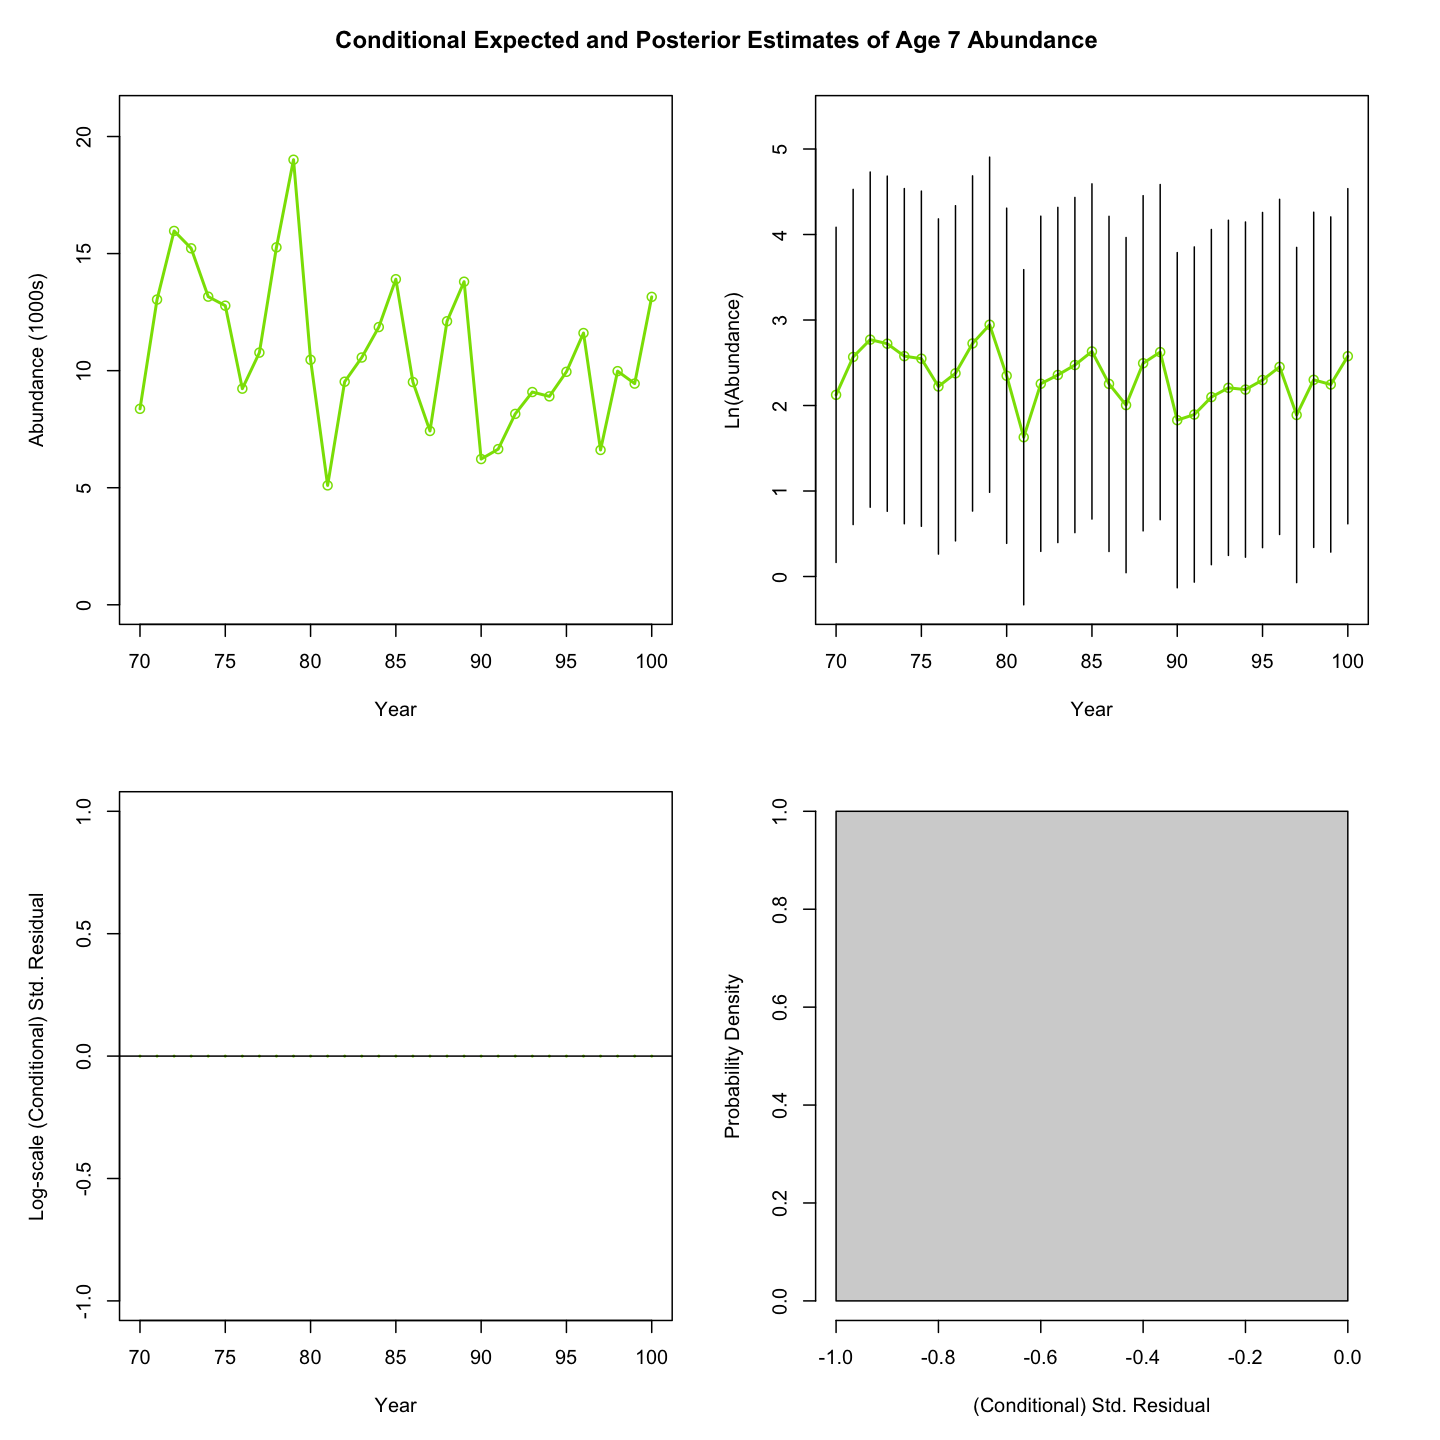 Conditional Expected and Posterior Estimates of Age 7 Abundance
Abundance (1000s)
20
15
10
5
0
70 75 80 85 90 95 100
Year
Ln(Abundance)
5
4
3
2
1
0
70 75 80 85 90 95 100
Year
Log-scale (Conditional) Std. Residual
1.0
0.5
0.0
-0.5
-1.0
70 75 80 85 90 95 100
Year
Probability Density
1.0
0.8
0.6
0.4
0.2
0.0
-1.0 -0.8 -0.6 -0.4 -0.2 0.0
(Conditional) Std. Residual